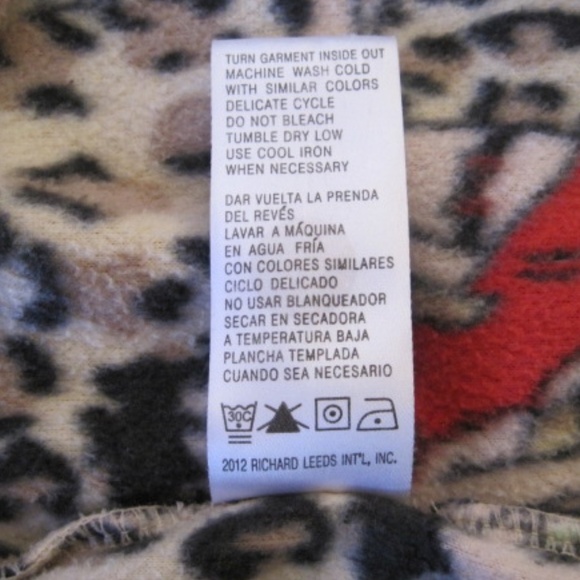 TURN GARMENT INSIDE OUT
MACHINE WASH COLD
WITH SIMILAR COLORS
DELICATE CYCLE
DO NOT BLEACH
TUMBLE DRY LOW
USE COOL IRON
WHEN NECESSARY
DAR VUELTA LA PRENDA
DEL REVÉS
LAVAR A MÁQUINA
EN AGUA FRÍA
CON COLORES SIMILARES
CICLO DELICADO
NO USAR BLANQUEADOR
SECAR EN SECADORA
A TEMPERATURA BAJA
PLANCHA TEMPLADA
CUANDO SEA NECESARIO
30C
2012 RICHARD LEEDS INT'L, INC.